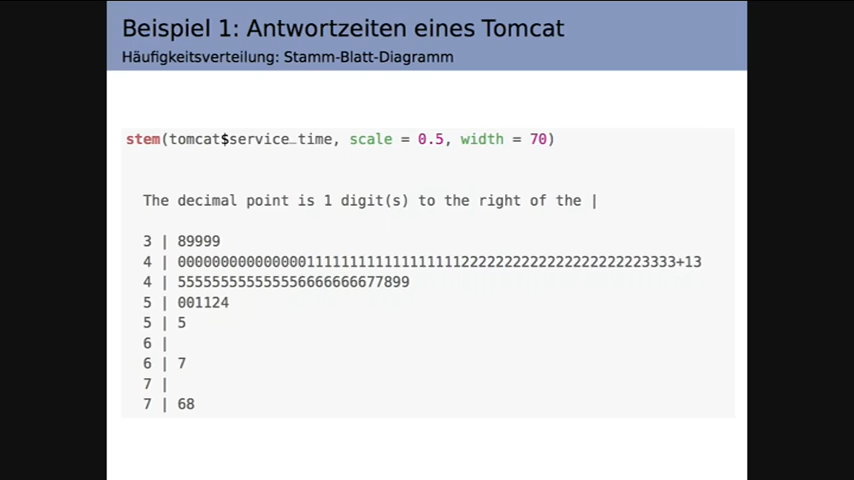 Beispiel 1: Antwortzeiten eines Tomcat
Häufigkeitsverteilung: Stamm-Blatt-Diagramm
stem(tomcat$service_time, scale = 0.5, width = 70)
The decimal point is 1 digit(s) to the right of the |
3 | 89999
4 | 0000000000000001111111111111111112222222222222222222223333+13
4 | 555555555555555666666677899
5 | 001124
5 | 5
6 |
6 | 7
7 |
7 | 68